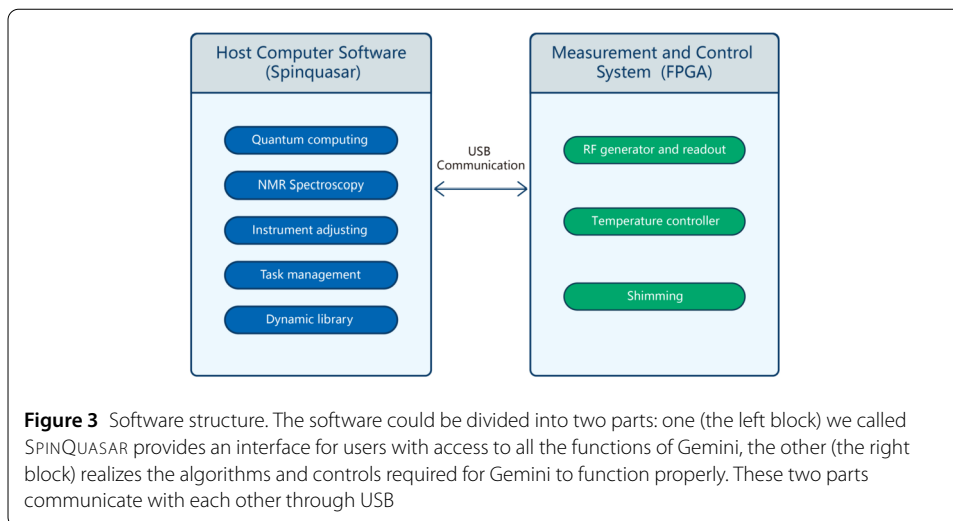 Host Computer Software
(Spinquasar)
Quantum computing
NMR Spectroscopy
Instrument adjusting
Task management
Dynamic library
USB
Communication
Measurement and Control
System (FPGA)
RF generator and readout
Temperature controller
Shimming
Figure 3 Software structure. The software could be divided into two parts: one (the left block) we called
SPINQUASAR provides an interface for users with access to all the functions of Gemini, the other (the right
block) realizes the algorithms and controls required for Gemini to function properly. These two parts
communicate with each other through USB